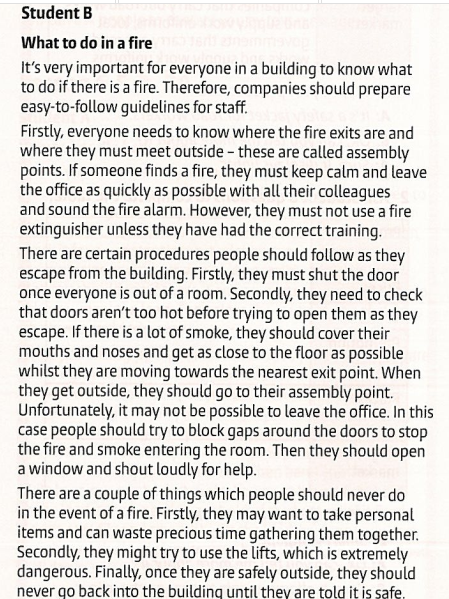 Student B
What to do in a fire
It's very important for everyone in a building to know what
to do if there is a fire. Therefore, companies should prepare
easy-to-follow guidelines for staff.
Firstly, everyone needs to know where the fire exits are and
where they must meet outside – these are called assembly
points. If someone finds a fire, they must keep calm and leave
the office as quickly as possible with all their colleagues
and sound the fire alarm. However, they must not use a fire
extinguisher unless they have had the correct training.
There are certain procedures people should follow as they
escape from the building. Firstly, they must shut the door
once everyone is out of a room. Secondly, they need to check
that doors aren't too hot before trying to open them as they
escape. If there is a lot of smoke, they should cover their
mouths and noses and get as close to the floor as possible
whilst they are moving towards the nearest exit point. When
they get outside, they should go to their assembly point.
Unfortunately, it may not be possible to leave the office. In this
case people should try to block gaps around the doors to stop
the fire and smoke entering the room. Then they should open
a window and shout loudly for help.
There are a couple of things which people should never do
in the event of a fire. Firstly, they may want to take personal
items and can waste precious time gathering them together.
Secondly, they might try to use the lifts, which is extremely
dangerous. Finally, once they are safely outside, they should
never go back into the building until they are told it is safe.